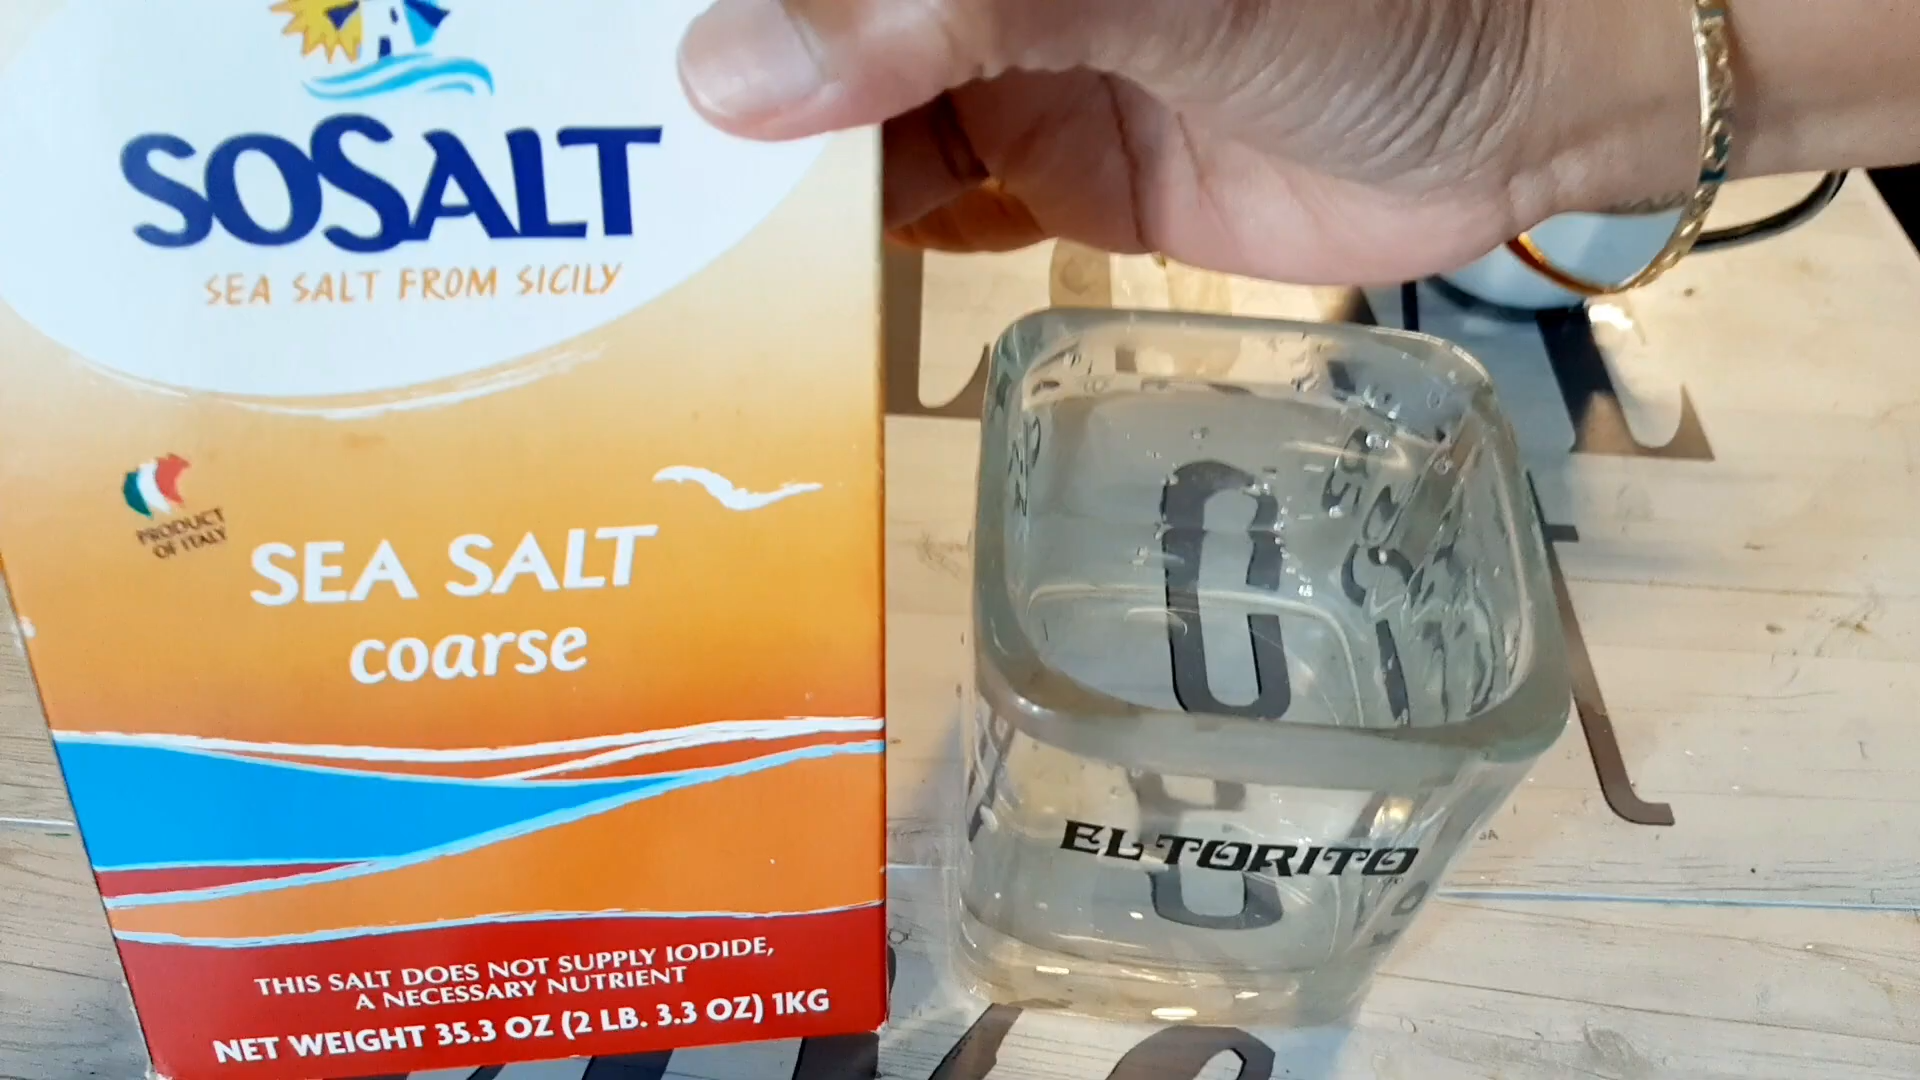 SOSALT
SEA SALT FROM SICILY
PRODUCT
OF ITALY
SEA SALT
coarse
THIS SALT DOES NOT SUPPLY IODIDE,
A NECESSARY NUTRIENT
NET WEIGHT 35.3 OZ (2 LB. 3.3 OZ) 1KG
EL TORITO